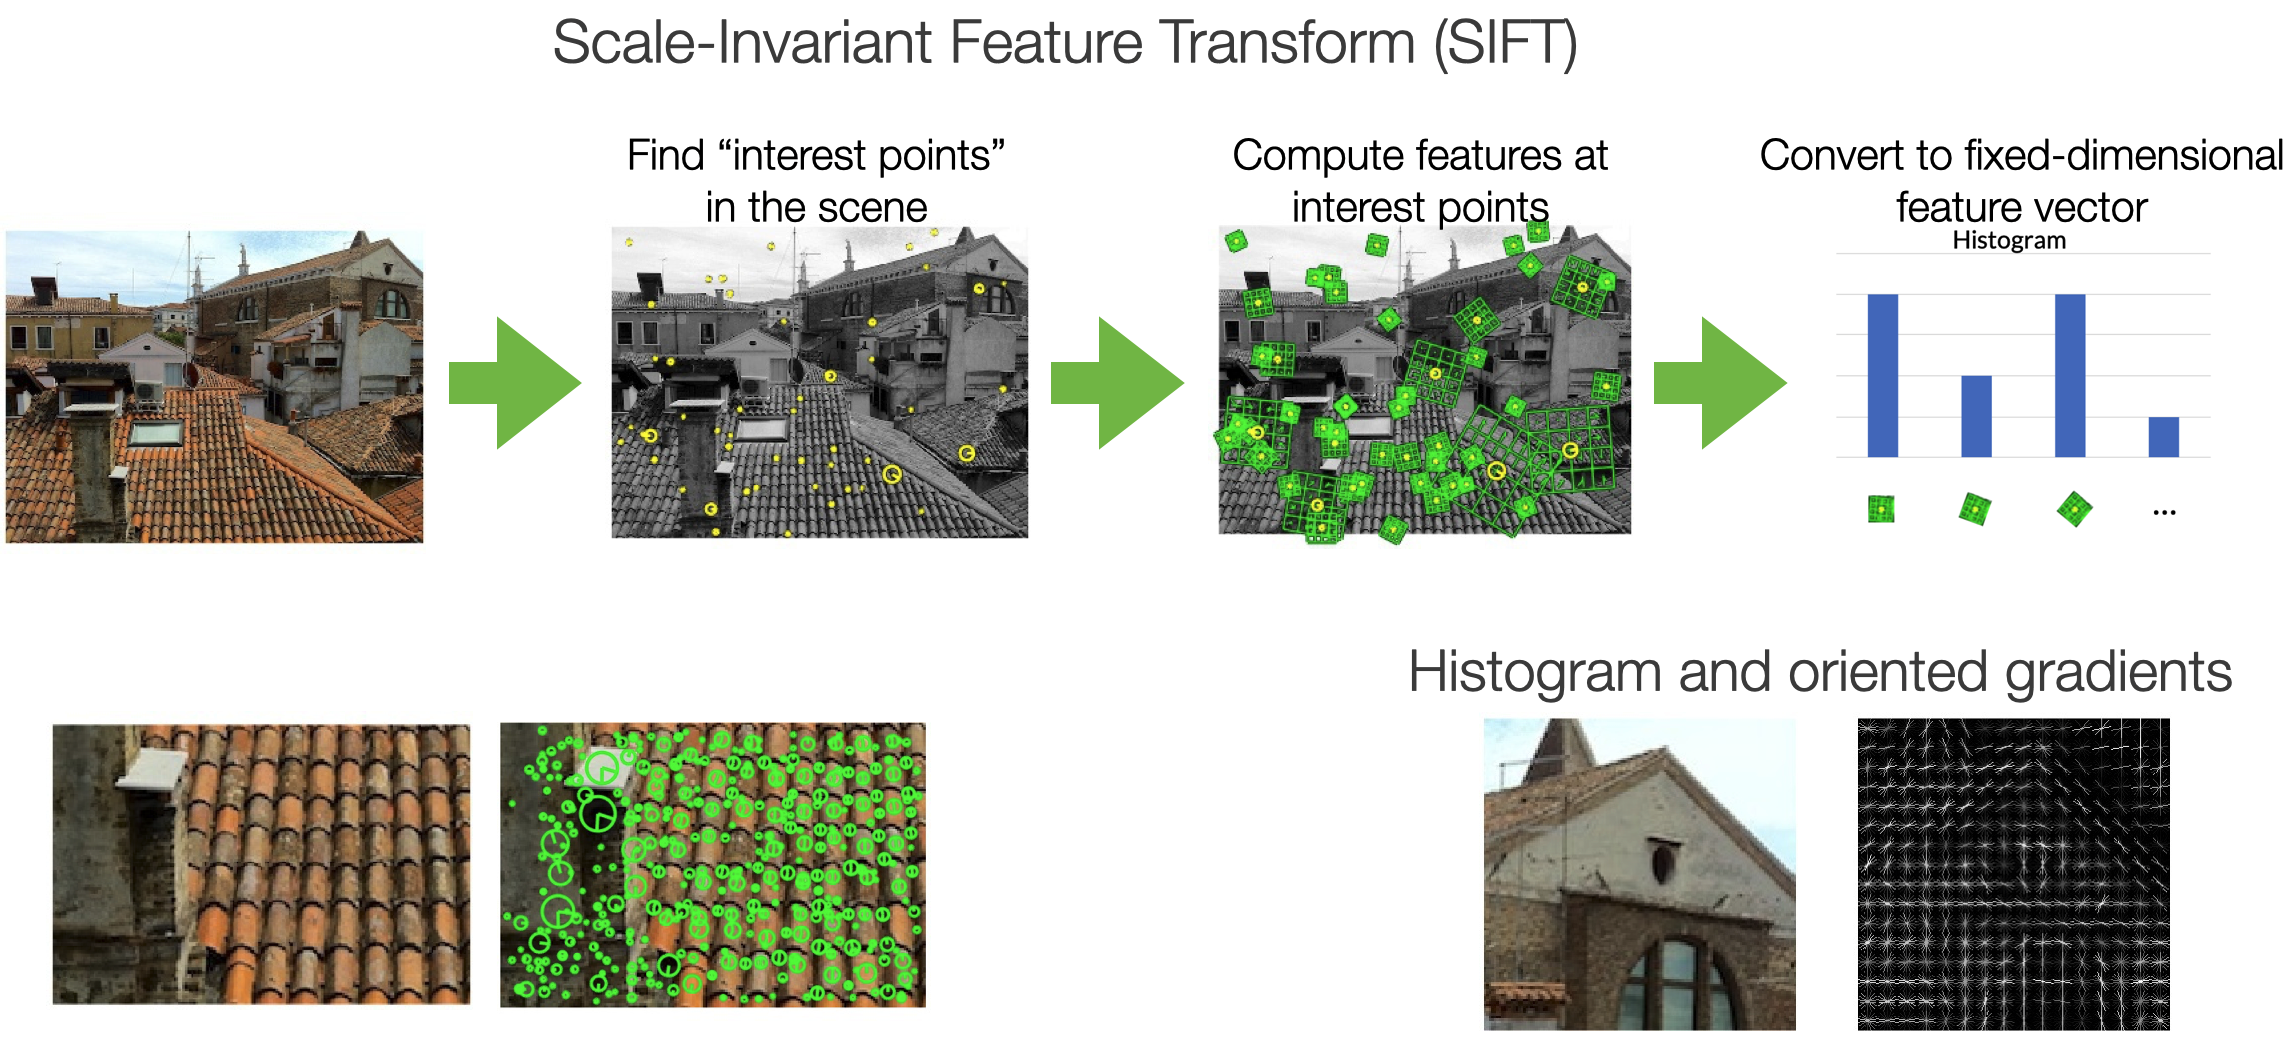 Scale-Invariant Feature Transform (SIFT)
Find “interest points”
in the scene
Compute features at
interest points
Convert to fixed-dimensional
feature vector
Histogram
...
Histogram and oriented gradients